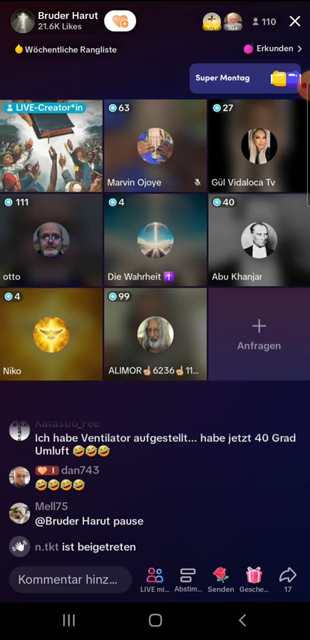 Bruder Harut
21.6K Likes
110
Wöchentliche Rangliste
Erkunden >
Super Montag
LIVE-Creator*in
63
Marvin Ojoye
27
Gül Vidaloca Tv
111
otto
4
Die Wahrheit ✝️
40
Abu Khanjar
4
Niko
99
ALIMOR☝🏼6236☝🏼11...
+
Anfragen
Katastro_Fee
Ich habe Ventilator aufgestellt... habe jetzt 40 Grad
Umluft 🤣🤣🤣
I dan743
🤣🤣🤣🤣
Mell75
@Bruder Harut pause
n.tkt ist beigetreten
Kommentar hinz...
LIVE mi...
Abstim...
Senden
Gesche...
17